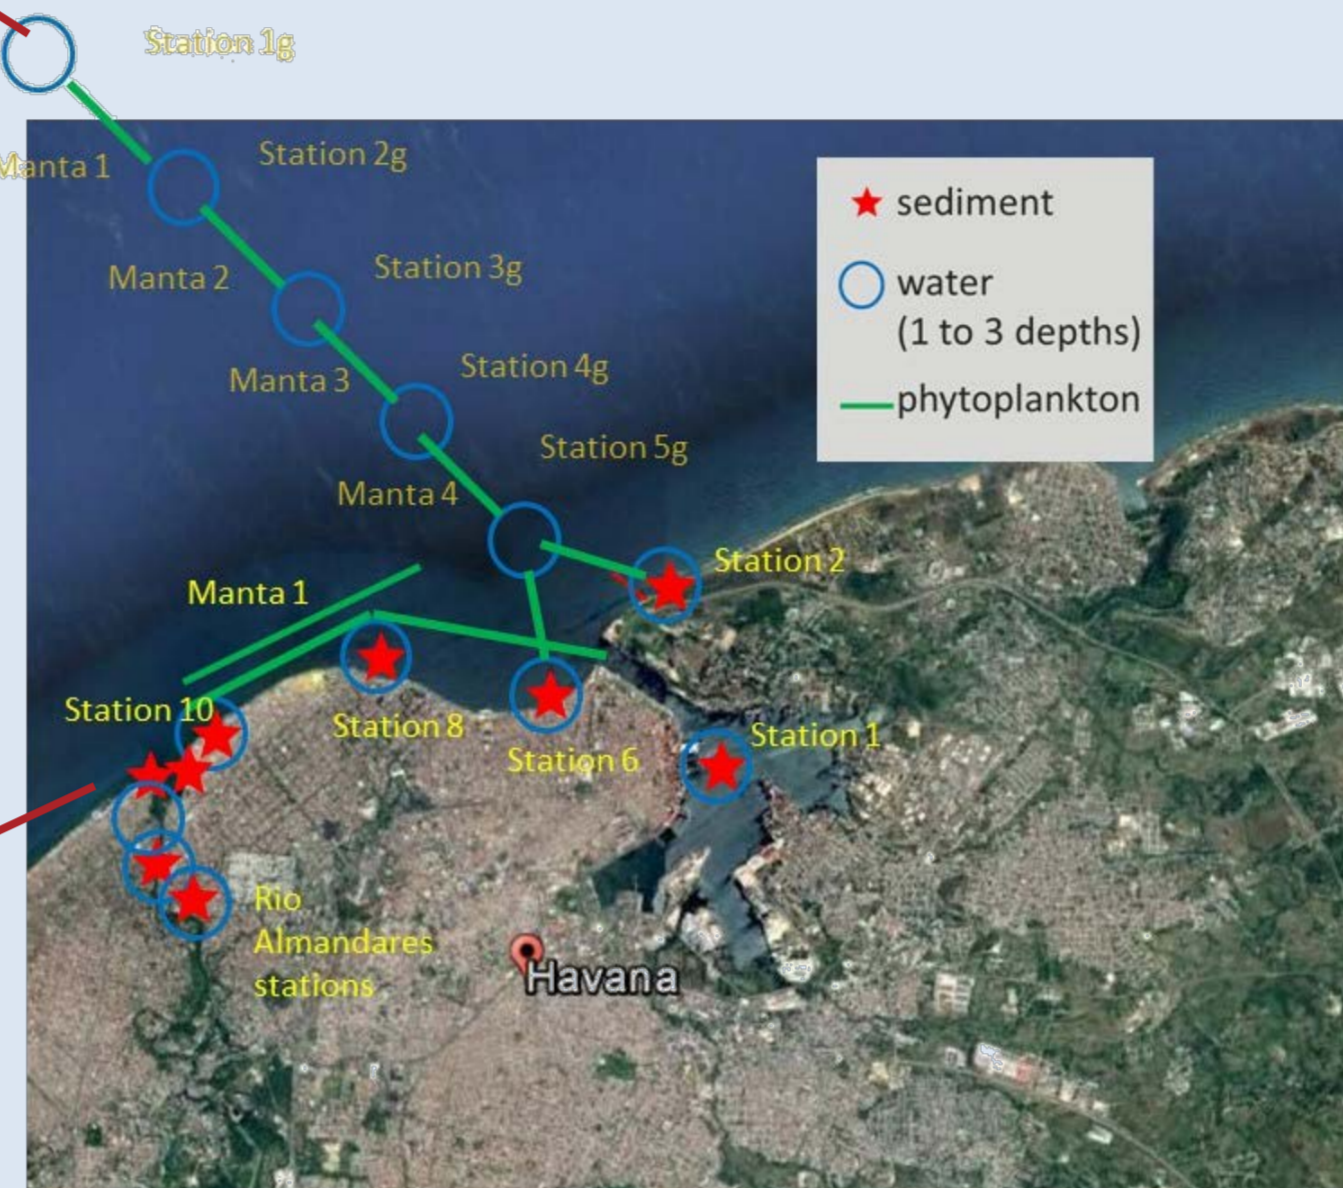 Station 1g
Manta 1
Station 2g
Manta 2
Station 3g
Manta 3
Station 4g
Manta 4
Station 5g
sediment
water
(1 to 3 depths)
phytoplankton
Manta 1
Station 2
Station 10
Station 8
Station 6
Station 1
Rio
Almandares
stations
Havana